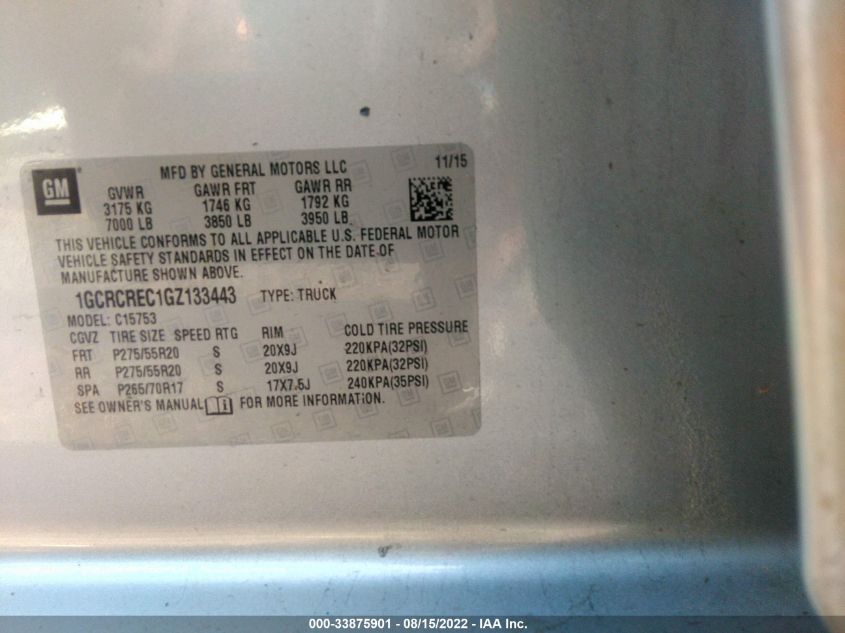 GM
MFD BY GENERAL MOTORS LLC 11/15
GVWR GAWR FRT GAWR RR
3175 KG 1746 KG 1792 KG
7000 LB 3850 LB 3950 LB
THIS VEHICLE CONFORMS TO ALL APPLICABLE U.S. FEDERAL MOTOR
VEHICLE SAFETY STANDARDS IN EFFECT ON THE DATE OF
MANUFACTURE SHOWN ABOVE.
1GCRCREC1GZ133443 TYPE: TRUCK
MODEL: C15753
CGVZ TIRE SIZE SPEED RTG RIM COLD TIRE PRESSURE
FRT P275/55R20 S 20X9J 220KPA(32PSI)
RR P275/55R20 S 20X9J 220KPA(32PSI)
SPA P265/70R17 S 17X7.5J 240KPA(35PSI)
SEE OWNER'S MANUAL i FOR MORE INFORMATION.
000-33875901 - 08/15/2022 - IAA Inc.